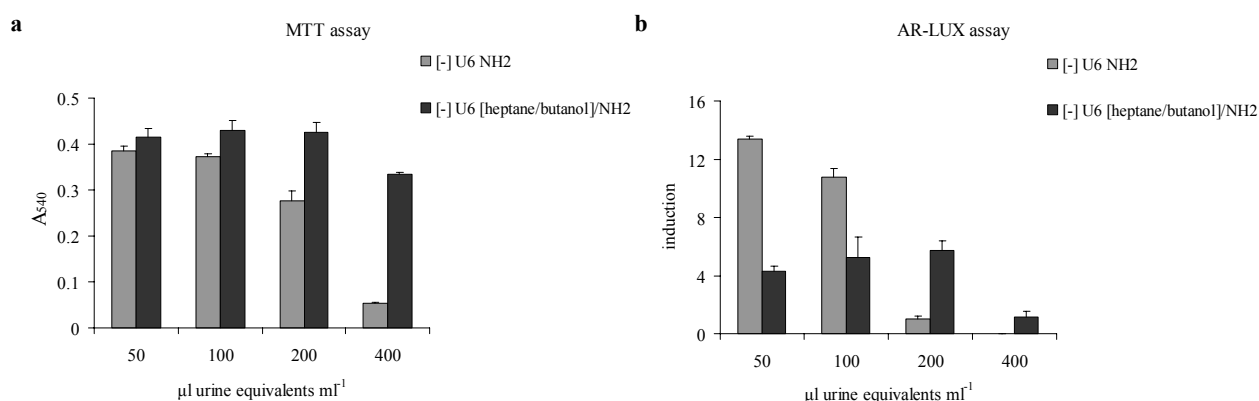 a
MTT assay
[-] U6 NH2
[-] U6 [heptane/butanol]/NH2
0.5
0.4
0.3
0.2
0.1
0
A540
50 100 200 400
µl urine equivalents ml-1
b
AR-LUX assay
[-] U6 NH2
[-] U6 [heptane/butanol]/NH2
16
12
8
4
0
induction
50 100 200 400
µl urine equivalents ml-1